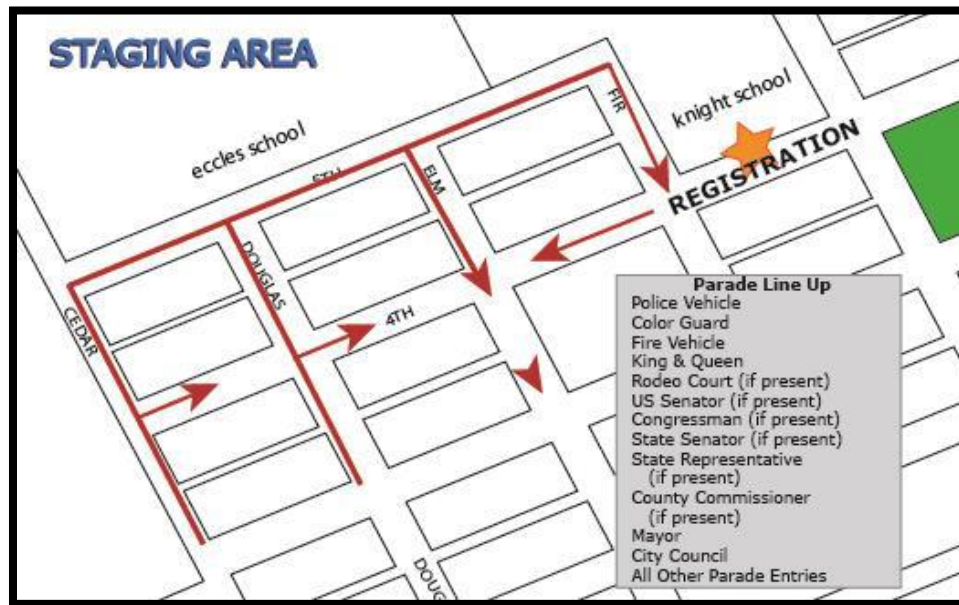 STAGING AREA
eccles school
5TH
FIR
knight school
REGISTRATION
ELM
DOUGLAS
CEDAR
4TH
Parade Line Up
Police Vehicle
Color Guard
Fire Vehicle
King & Queen
Rodeo Court (if present)
US Senator (if present)
Congressman (if present)
State Senator (if present)
State Representative
(if present)
County Commissioner
(if present)
Mayor
City Council
All Other Parade Entries
DOUG